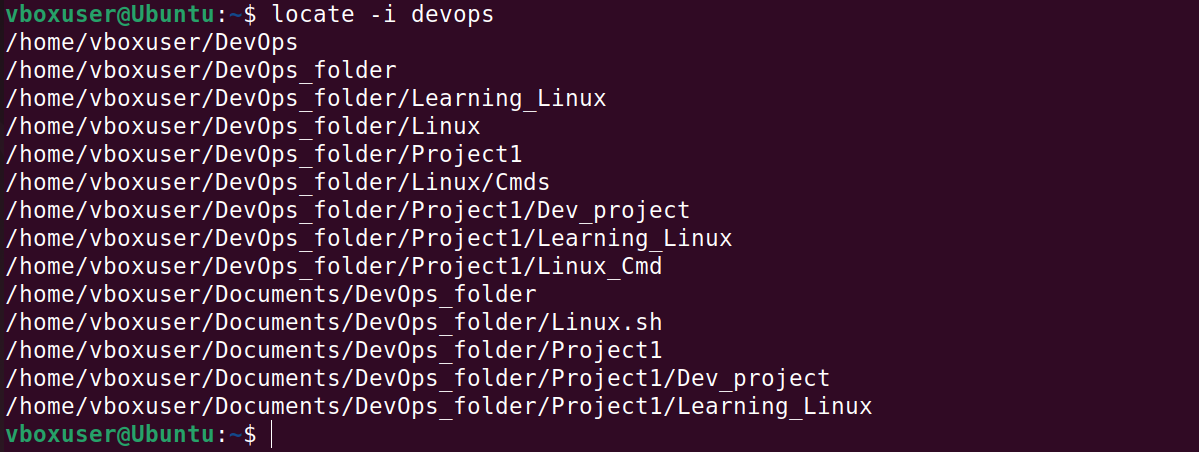 vboxuser@Ubuntu:~$ locate -i devops
/home/vboxuser/DevOps
/home/vboxuser/DevOps_folder
/home/vboxuser/DevOps_folder/Learning_Linux
/home/vboxuser/DevOps_folder/Linux
/home/vboxuser/DevOps_folder/Project1
/home/vboxuser/DevOps_folder/Linux/Cmds
/home/vboxuser/DevOps_folder/Project1/Dev_project
/home/vboxuser/DevOps_folder/Project1/Learning_Linux
/home/vboxuser/DevOps_folder/Project1/Linux_Cmd
/home/vboxuser/Documents/DevOps_folder
/home/vboxuser/Documents/DevOps_folder/Linux.sh
/home/vboxuser/Documents/DevOps_folder/Project1
/home/vboxuser/Documents/DevOps_folder/Project1/Dev_project
/home/vboxuser/Documents/DevOps_folder/Project1/Learning_Linux
vboxuser@Ubuntu:~$